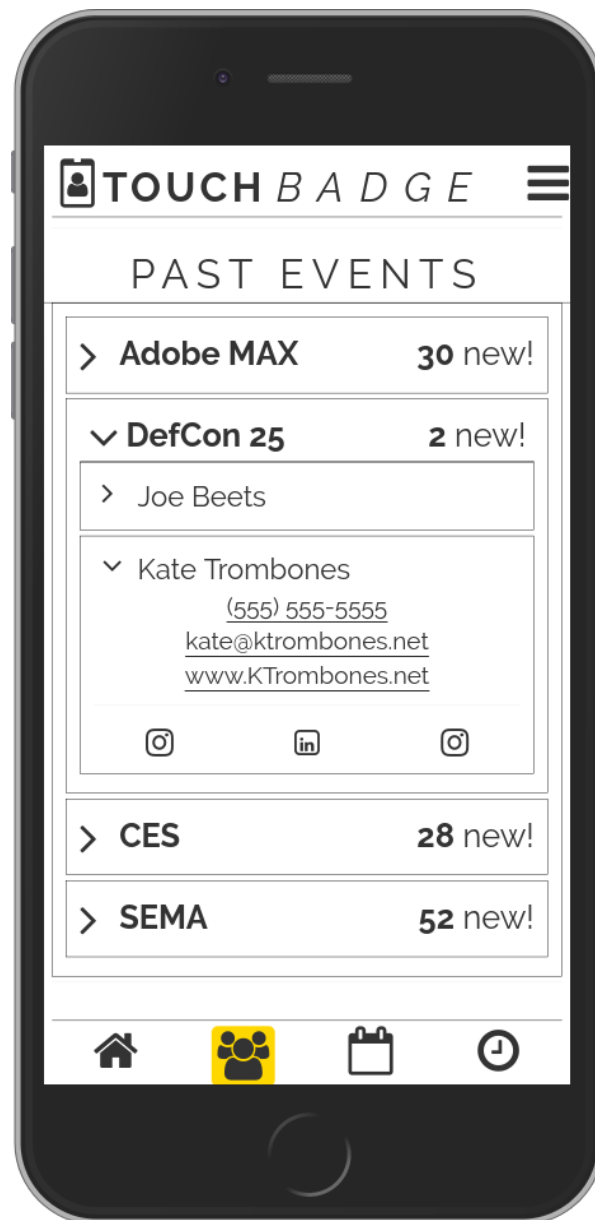 TOUCH BADGE
PAST EVENTS
Adobe MAX 30 new!
DefCon 25 2 new!
Joe Beets
Kate Trombones
(555) 555-5555
kate@ktrombones.net
www.KTrombones.net
in
CES 28 new!
SEMA 52 new!